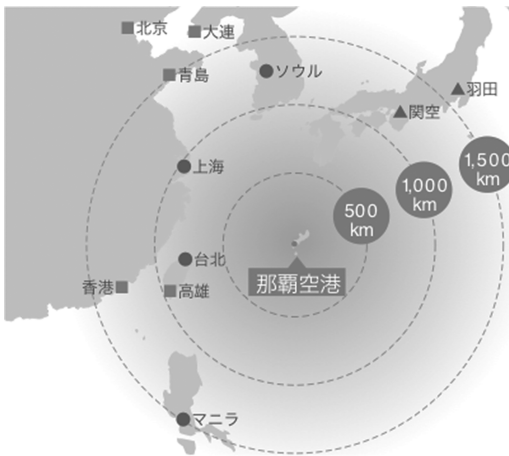 北京
大連
青島
ソウル
羽田
関空
上海
1,500
km
1,000
km
500
km
台北
那覇空港
香港
高雄
マニラ